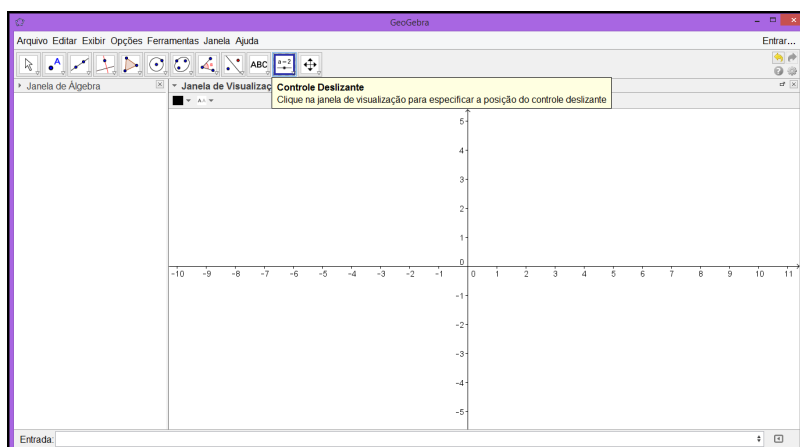 GeoGebra
Arquivo Editar Exibir Opções Ferramentas Janela Ajuda
Entrar...
A
ABC
a=2
Janela de Álgebra
Janela de Visualizaç
Controle Deslizante
Clique na janela de visualização para especificar a posição do controle deslizante
5
4
3
2
1
0
-10 -9 -8 -7 -6 -5 -4 -3 -2 -1 0 1 2 3 4 5 6 7 8 9 10 11
-1
-2
-3
-4
-5
Entrada: